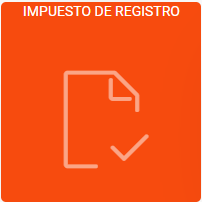 IMPUESTO DE REGISTRO